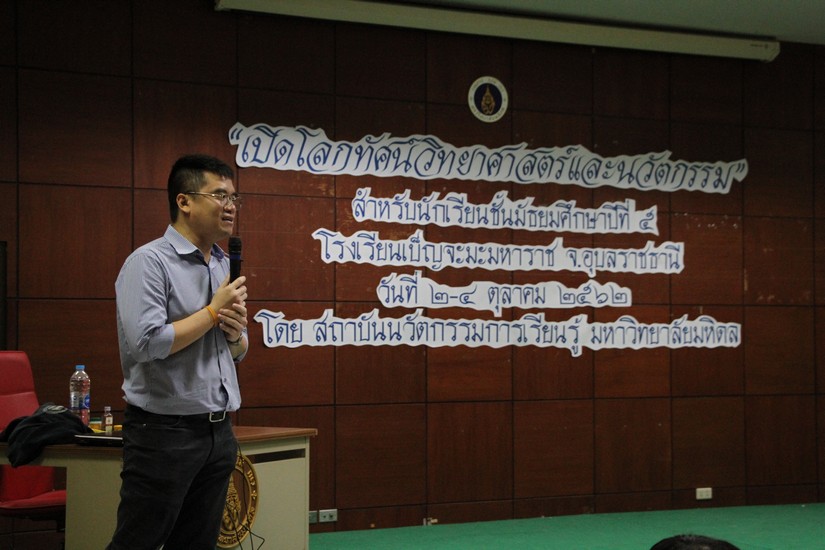 “เปิดโลกทัศน์วิทยาศาสตร์และนวัตกรรม”
สำหรับนักเรียนชั้นมัธยมศึกษาปีที่ ๕
โรงเรียนเบ็ญจะมะมหาราช จ.อุบลราชธานี
วันที่ ๒-๔ ตุลาคม ๒๕๖๒
โดย สถาบันนวัตกรรมการเรียนรู้ มหาวิทยาลัยมหิดล